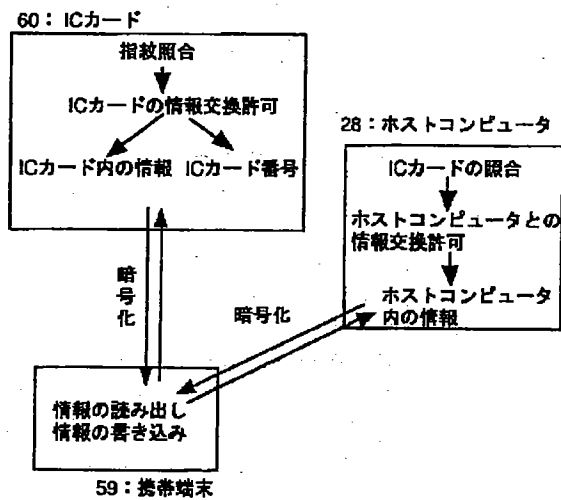 60：ICカード
指紋照合
ICカードの情報交換許可
ICカード内の情報 ICカード番号
28：ホストコンピュータ
ICカードの照合
ホストコンピュータとの
情報交換許可
ホストコンピュータ
内の情報
暗号化
暗号化
情報の読み出し
情報の書き込み
59：携帯端末